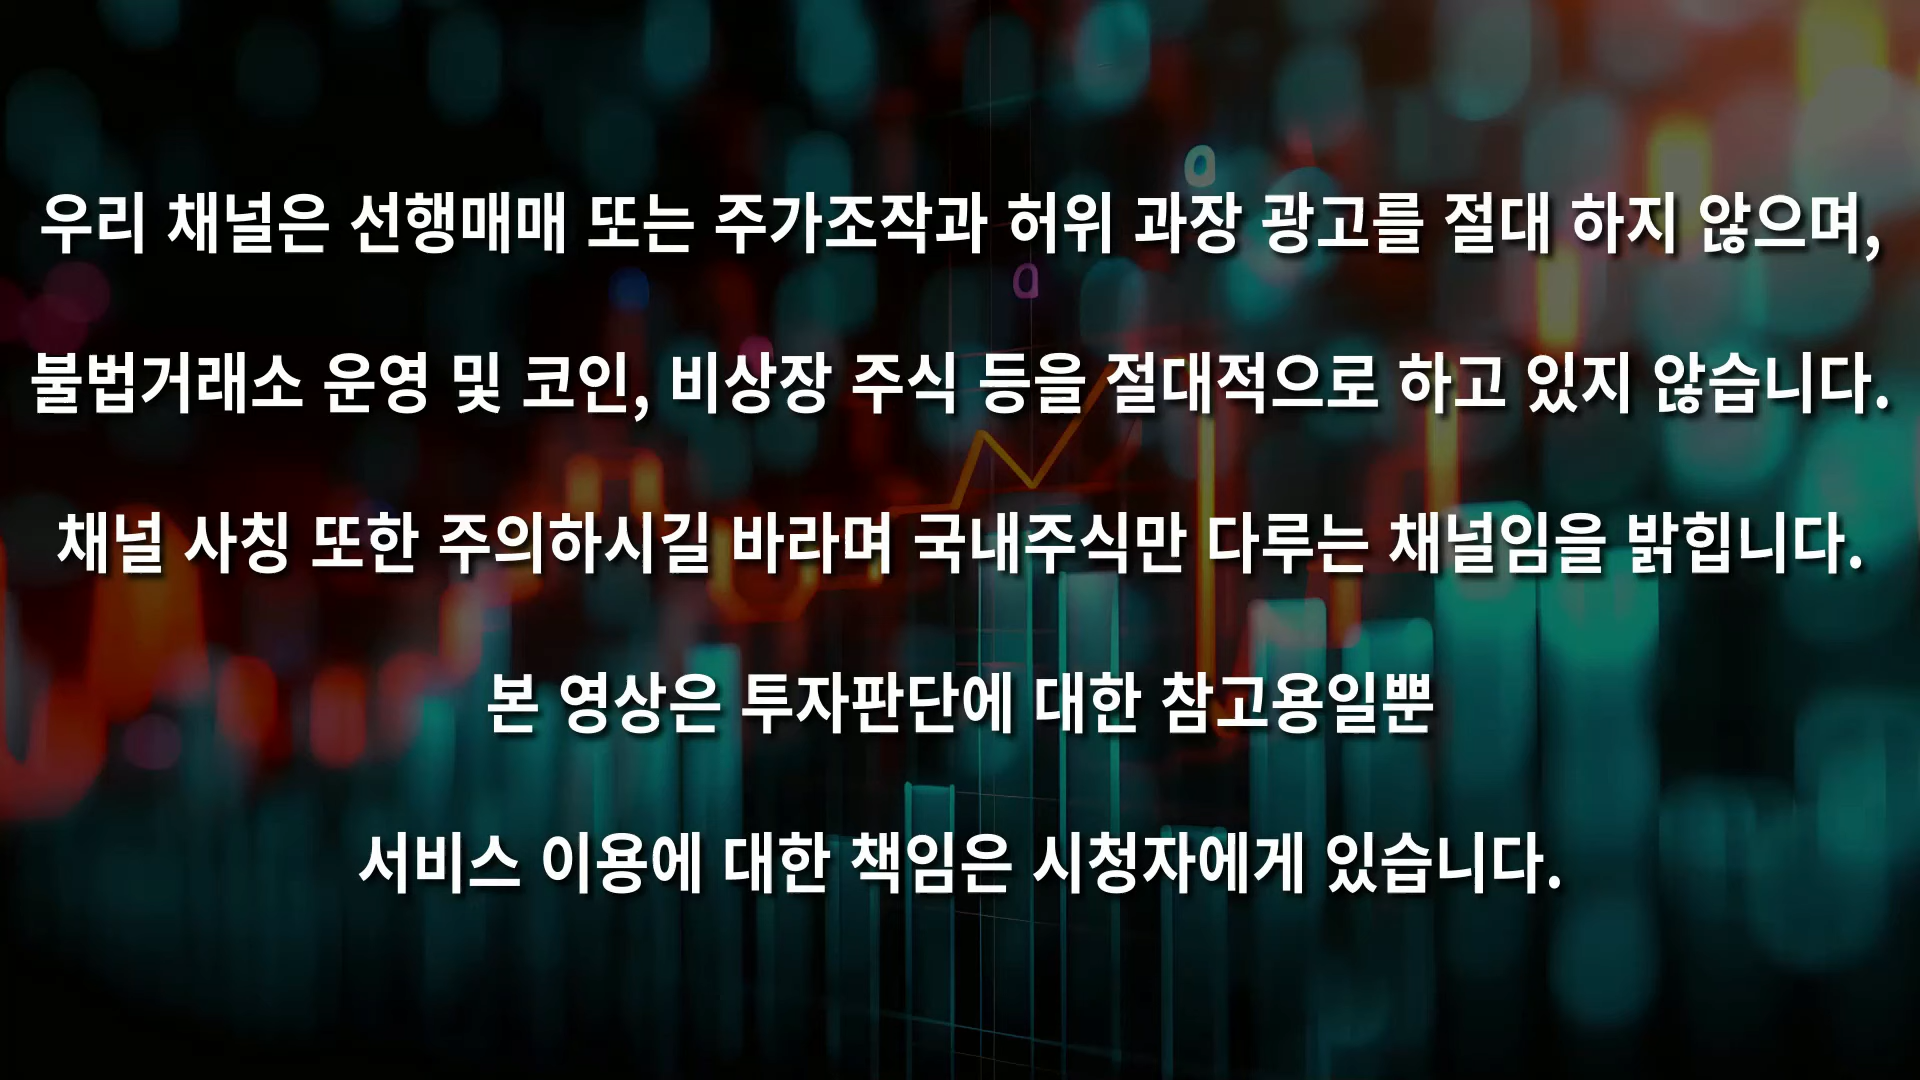 우리 채널은 선행매매 또는 주가조작과 허위 과장 광고를 절대 하지 않으며,
불법거래소 운영 및 코인, 비상장 주식 등을 절대적으로 하고 있지 않습니다.
채널 사칭 또한 주의하시길 바라며 국내주식만 다루는 채널임을 밝힙니다.
본 영상은 투자판단에 대한 참고용일뿐
서비스 이용에 대한 책임은 시청자에게 있습니다.